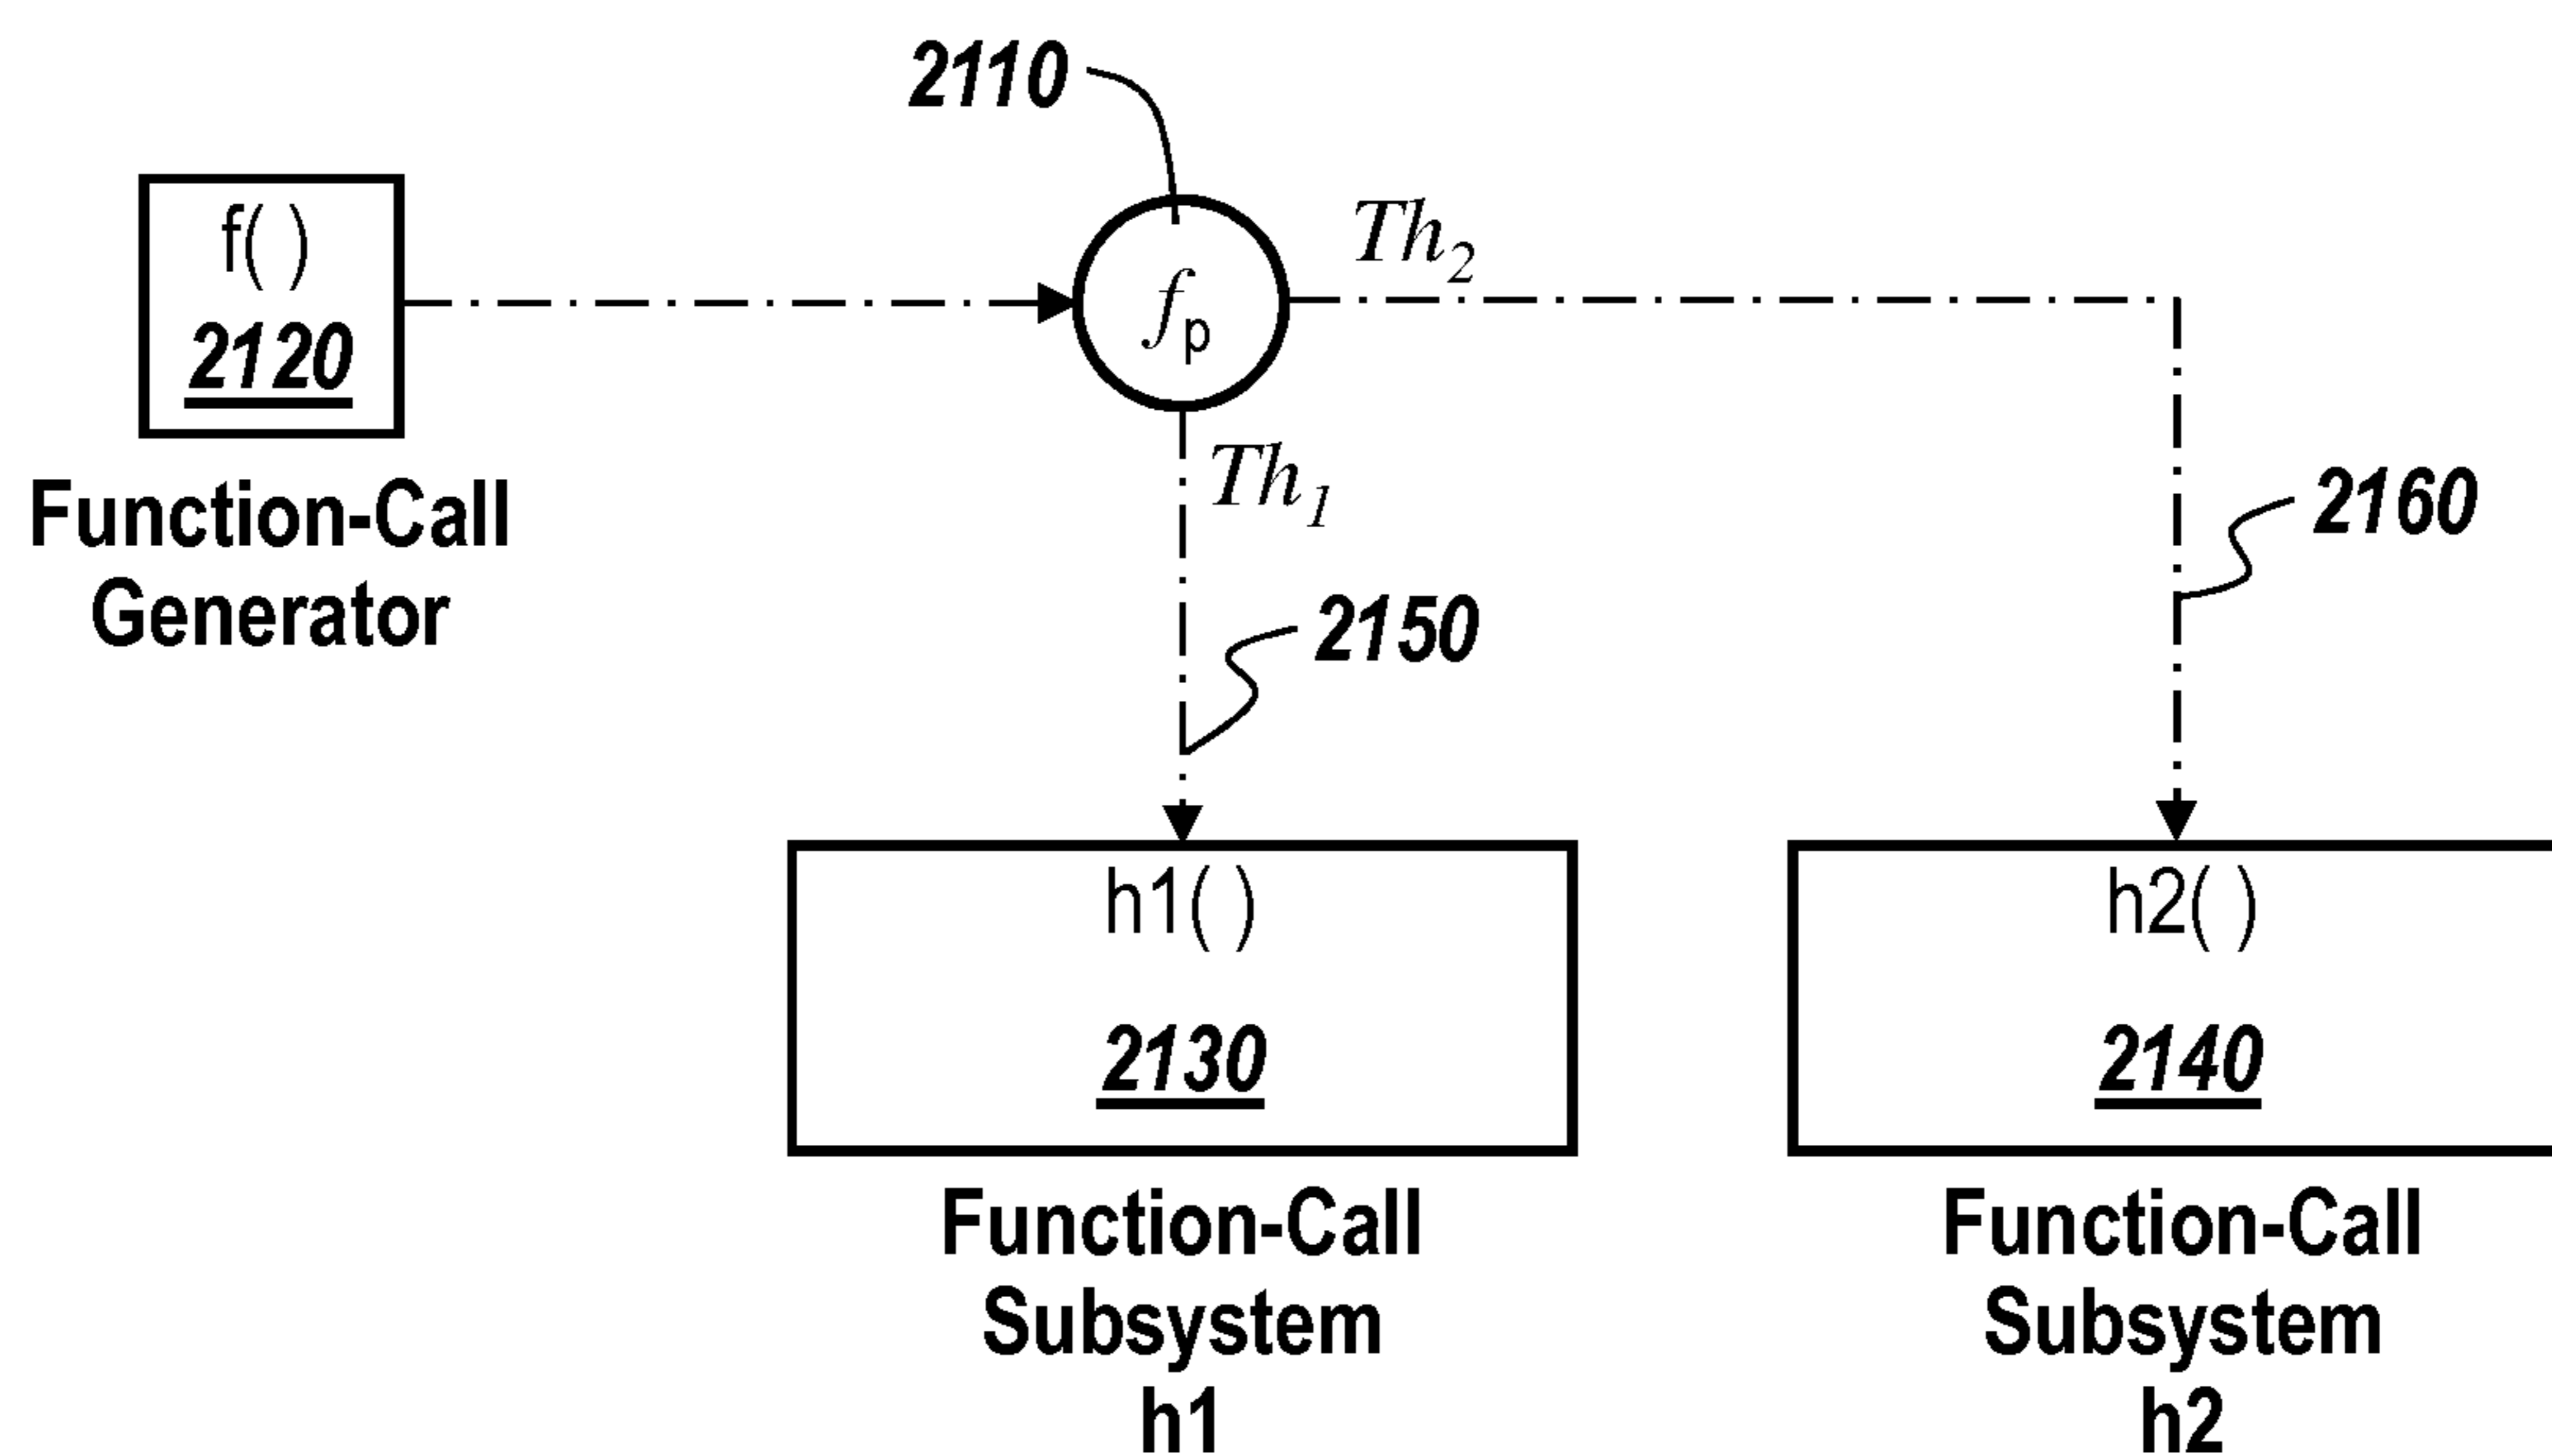 2110
f( )
2120
Function-Call
Generator
fp
Th2
Th1
2150
2160
h1( )
2130
Function-Call
Subsystem
h1
h2( )
2140
Function-Call
Subsystem
h2